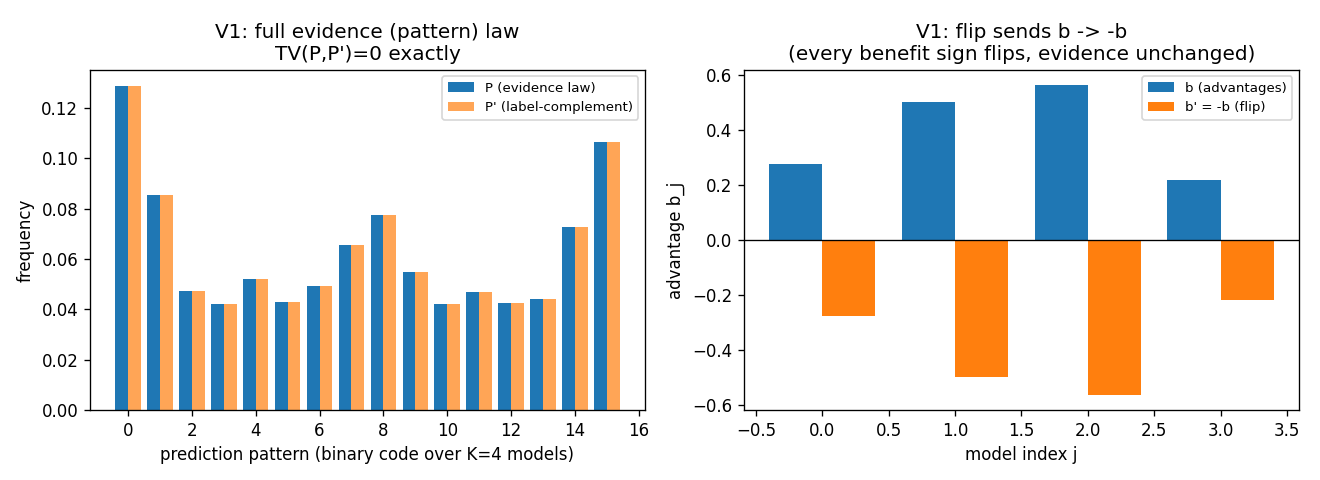 V1: full evidence (pattern) law
TV(P,P')=0 exactly
P (evidence law)
P' (label-complement)
0.12
0.10
0.08
0.06
0.04
0.02
0.00
frequency
0 2 4 6 8 10 12 14 16
prediction pattern (binary code over K=4 models)
V1: flip sends b -> -b
(every benefit sign flips, evidence unchanged)
b (advantages)
b' = -b (flip)
0.6
0.4
0.2
0.0
−0.2
−0.4
−0.6
advantage b_j
−0.5 0.0 0.5 1.0 1.5 2.0 2.5 3.0 3.5
model index j